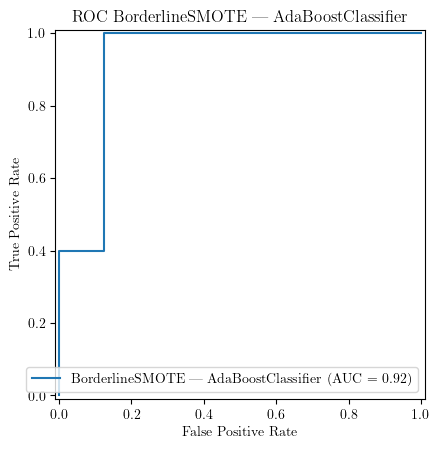 ROC BorderlineSMOTE — AdaBoostClassifier
1.0
0.8
0.6
0.4
0.2
0.0
True Positive Rate
BorderlineSMOTE — AdaBoostClassifier (AUC = 0.92)
0.0 0.2 0.4 0.6 0.8 1.0
False Positive Rate